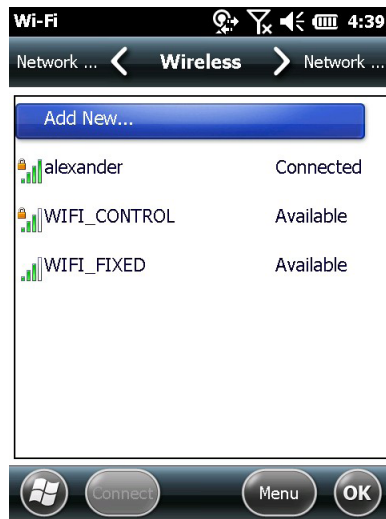 Wi-Fi 4:39
Network ... Wireless Network ...
Add New...
alexander Connected
WIFI_CONTROL Available
WIFI_FIXED Available
Connect Menu OK